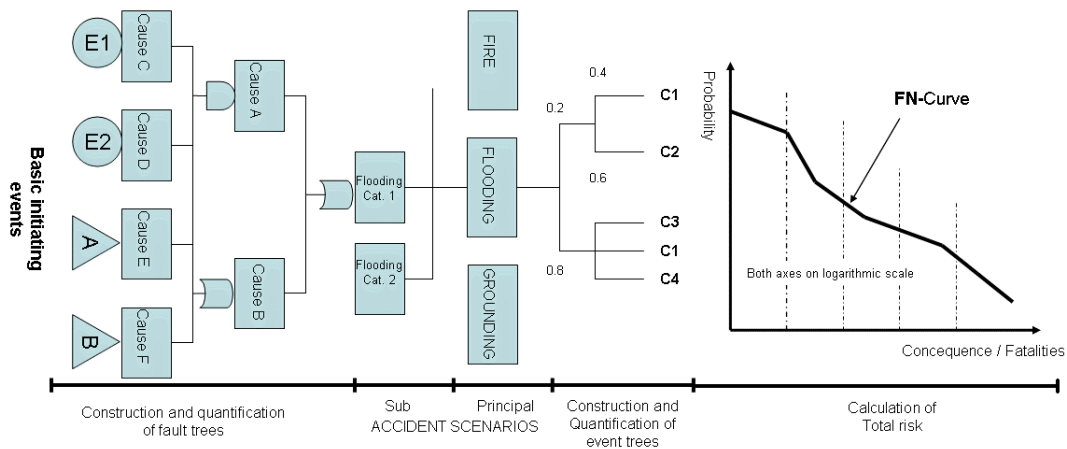 Basic initiating
events
E1
Cause C
E2
Cause D
A
Cause E
B
Cause F
Cause A
Cause B
Flooding
Cat. 1
Flooding
Cat. 2
FIRE
FLOODING
GROUNDING
0.2
0.8
0.4
0.6
C1
C2
C3
C1
C4
Probability
FN-Curve
Both axes on logarithmic scale
Concequence / Fatalities
Construction and quantification
of fault trees
Sub
Principal
ACCIDENT SCENARIOS
Construction and
Quantification of
event trees
Calculation of
Total risk